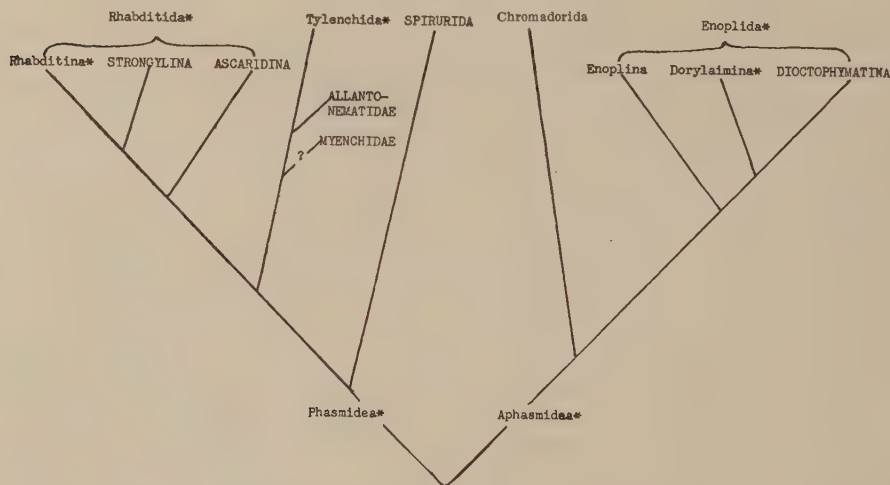 Rhabditida*
Rhabditina* STRONGYLINA ASCARIDINA
Tylenchida* SPIRURIDA Chromadorida
ALLANTO-
NEMATIDAE
? MYENCHIDAE
Enoplida*
Enoplina Dorylaimina* DIOCTOPHYMATINA
Phasmidea* Aphasmidea*